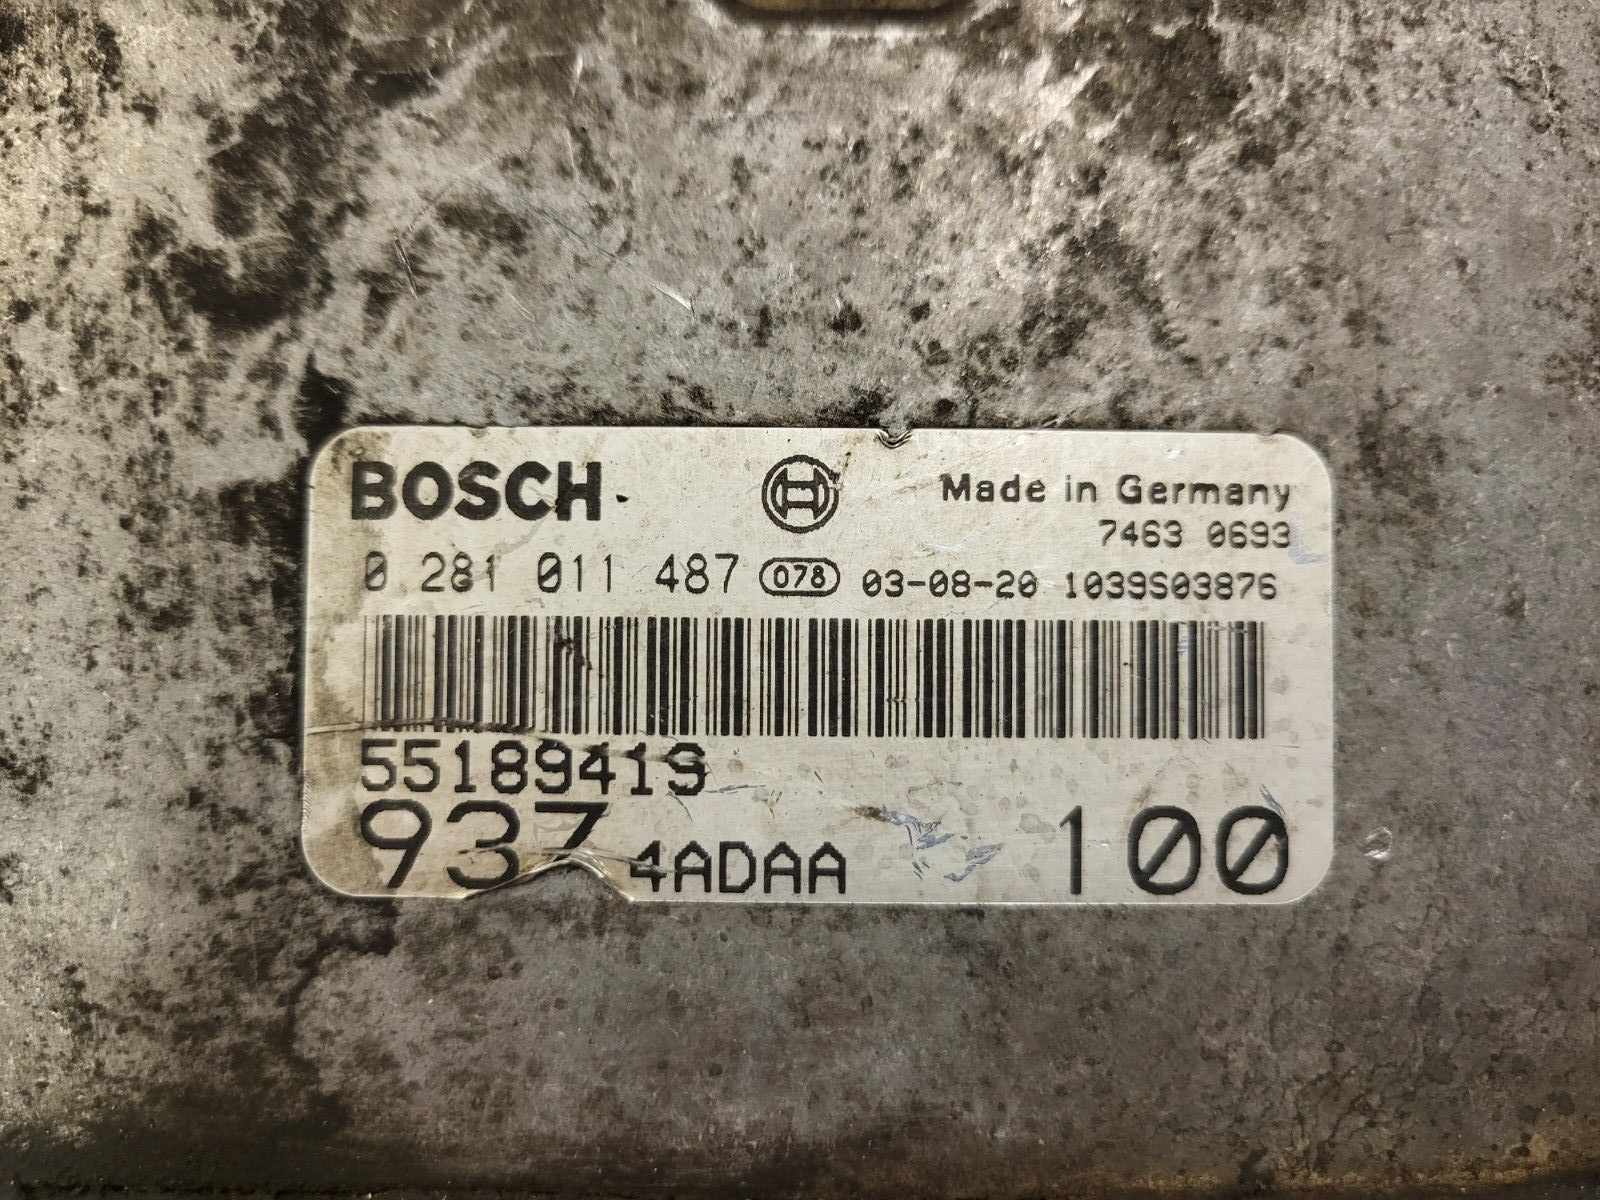 BOSCH Made in Germany
7463 0693
0 281 011 487 078 03-08-20 1039S03876
55189419
937 4ADAA 100